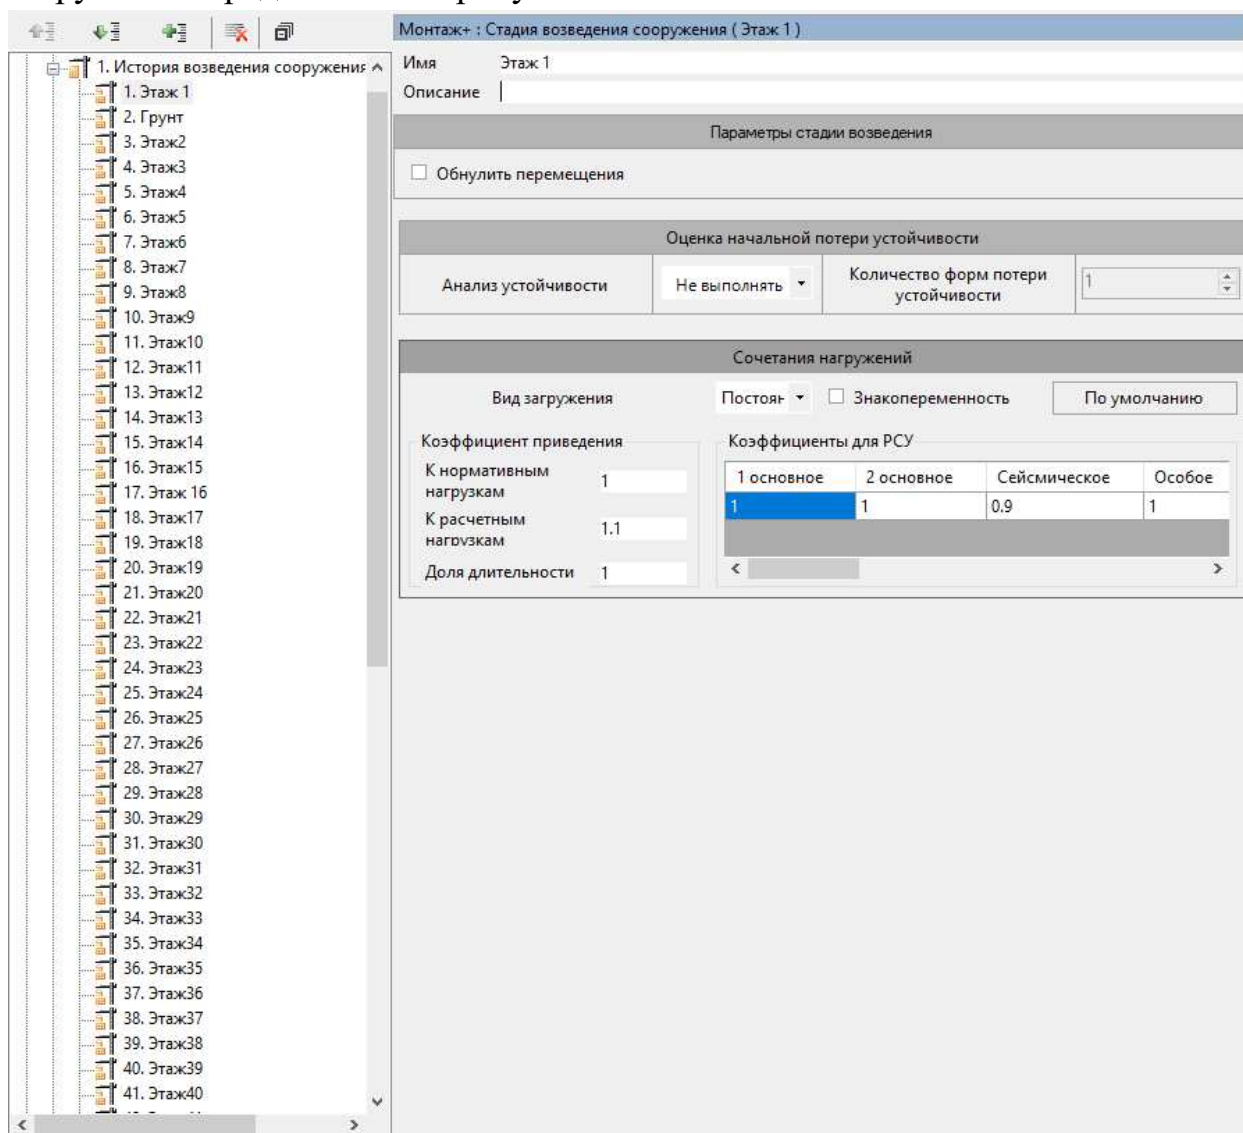 1. История возведения сооружения
1. Этаж 1
2. Грунт
3. Этаж2
4. Этаж3
5. Этаж4
6. Этаж5
7. Этаж6
8. Этаж7
9. Этаж8
10. Этаж9
11. Этаж10
12. Этаж11
13. Этаж12
14. Этаж13
15. Этаж14
16. Этаж15
17. Этаж 16
18. Этаж17
19. Этаж18
20. Этаж19
21. Этаж20
22. Этаж21
23. Этаж22
24. Этаж23
25. Этаж24
26. Этаж25
27. Этаж26
28. Этаж27
29. Этаж28
30. Этаж29
31. Этаж30
32. Этаж31
33. Этаж32
34. Этаж33
35. Этаж34
36. Этаж35
37. Этаж36
38. Этаж37
39. Этаж38
40. Этаж39
41. Этаж40
Монтаж+ : Стадия возведения сооружения ( Этаж 1 )
Имя Этаж 1
Описание
Параметры стадии возведения
Обнулить перемещения
Оценка начальной потери устойчивости
Анализ устойчивости Не выполнять Количество форм потери
устойчивости 1
Сочетания нагружений
Вид загружения Постоян Знакопеременность По умолчанию
Коэффициент приведения
К нормативным
нагрузкам 1
К расчетным
нагрузкам 1.1
Доля длительности 1
Коэффициенты для РСУ
1 основное 2 основное Сейсмическое Особое
1 1 0.9 1